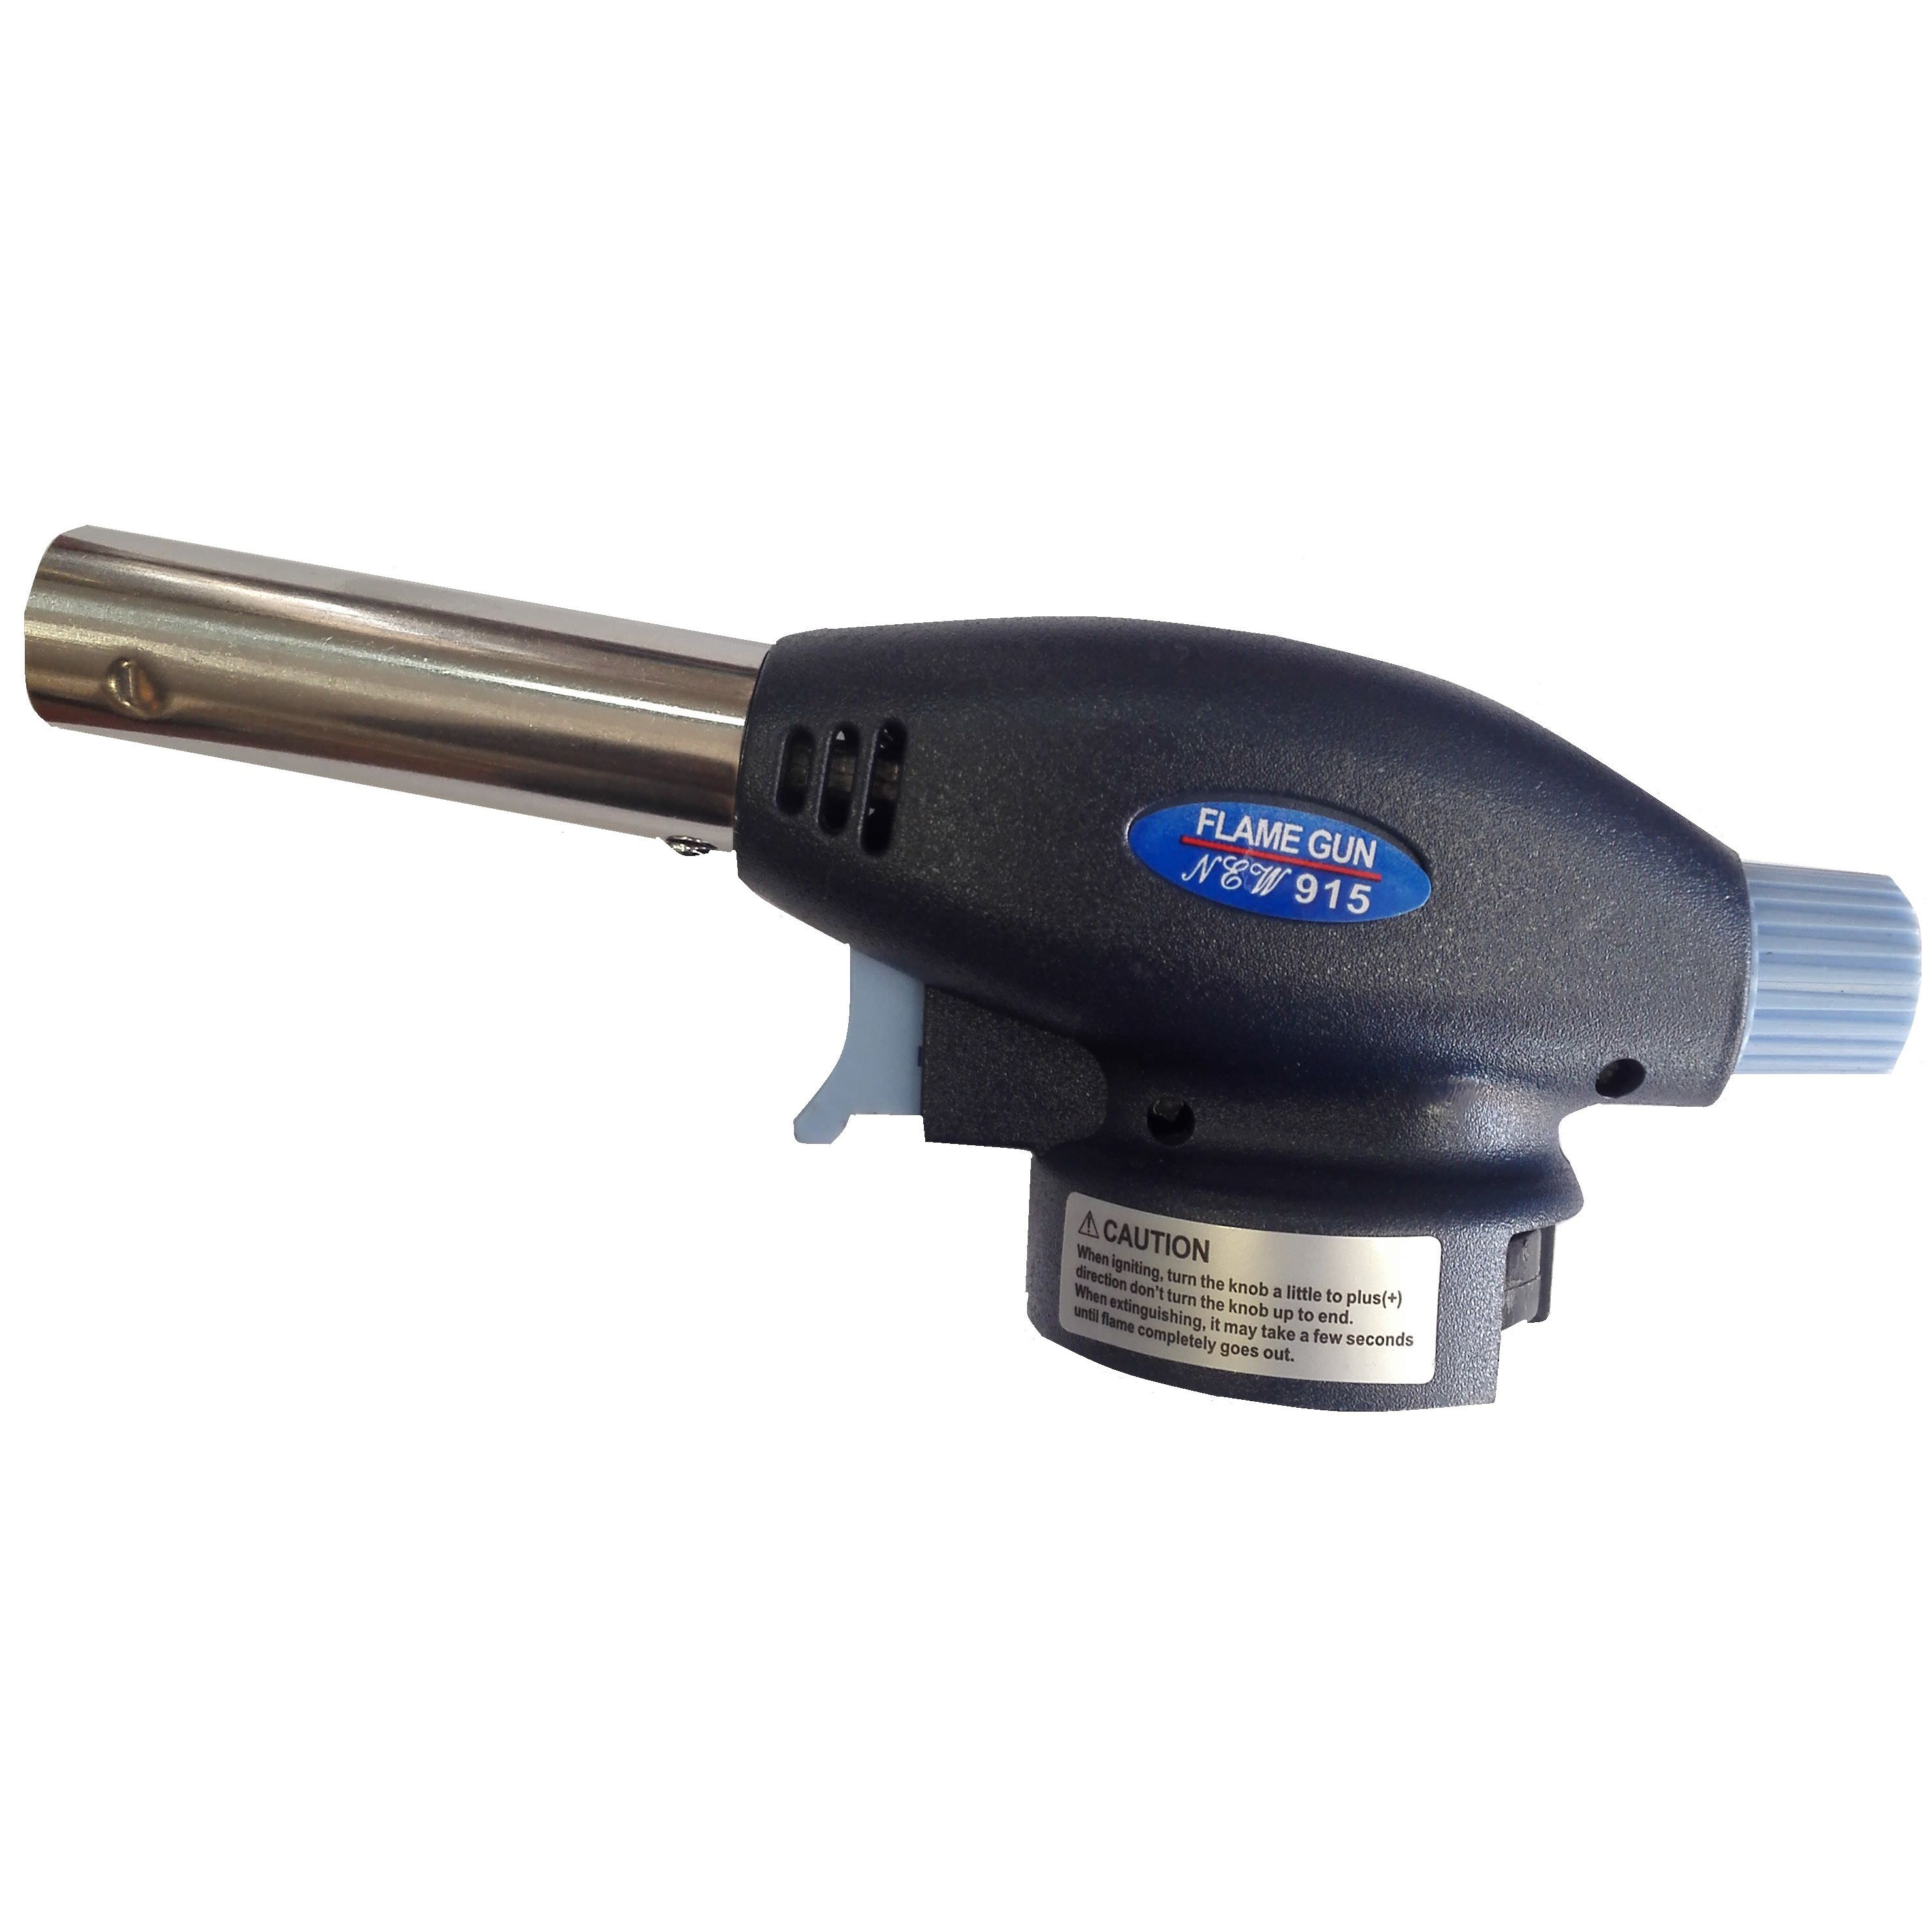 FLAME GUN
NEW 915
⚠CAUTION
When igniting, turn the knob a little to plus(+)
direction don't turn the knob up to end.
When extinguishing, it may take a few seconds
until flame completely goes out.